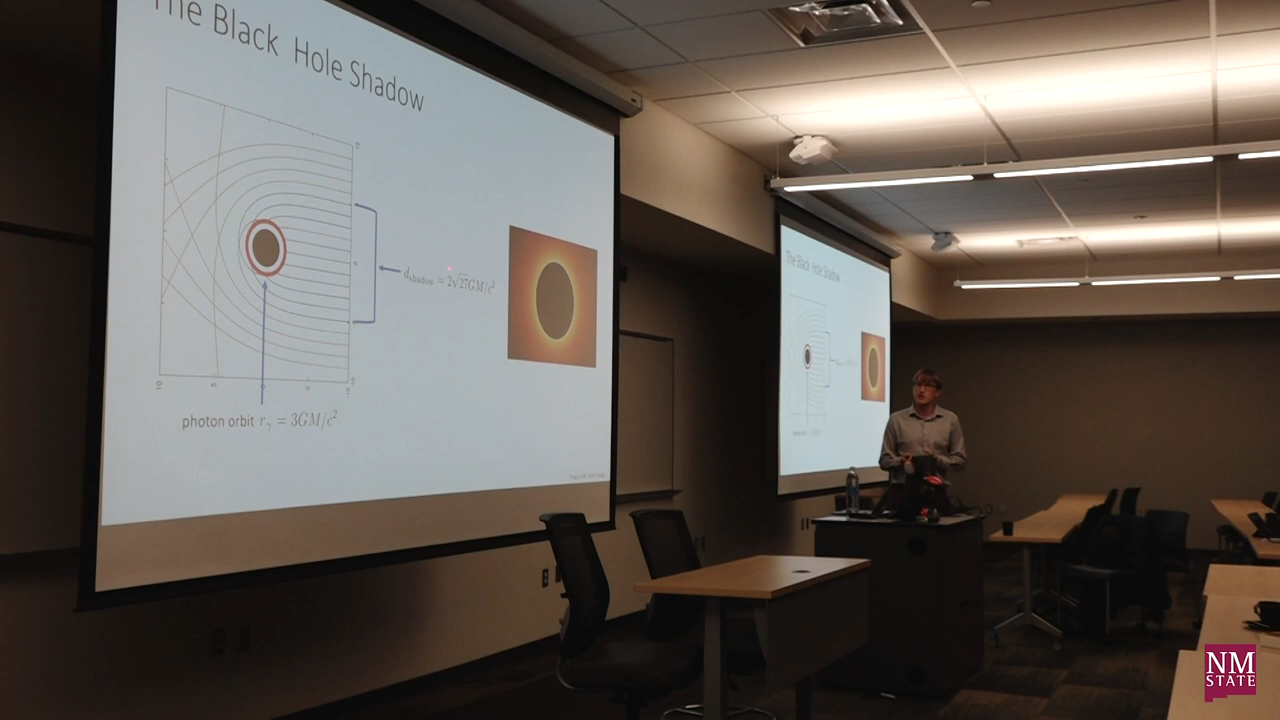 The Black Hole Shadow
d_shadow = 2√27GM/c²
photon orbit r_γ = 3GM/c²
The Black Hole Shadow
NM
STATE